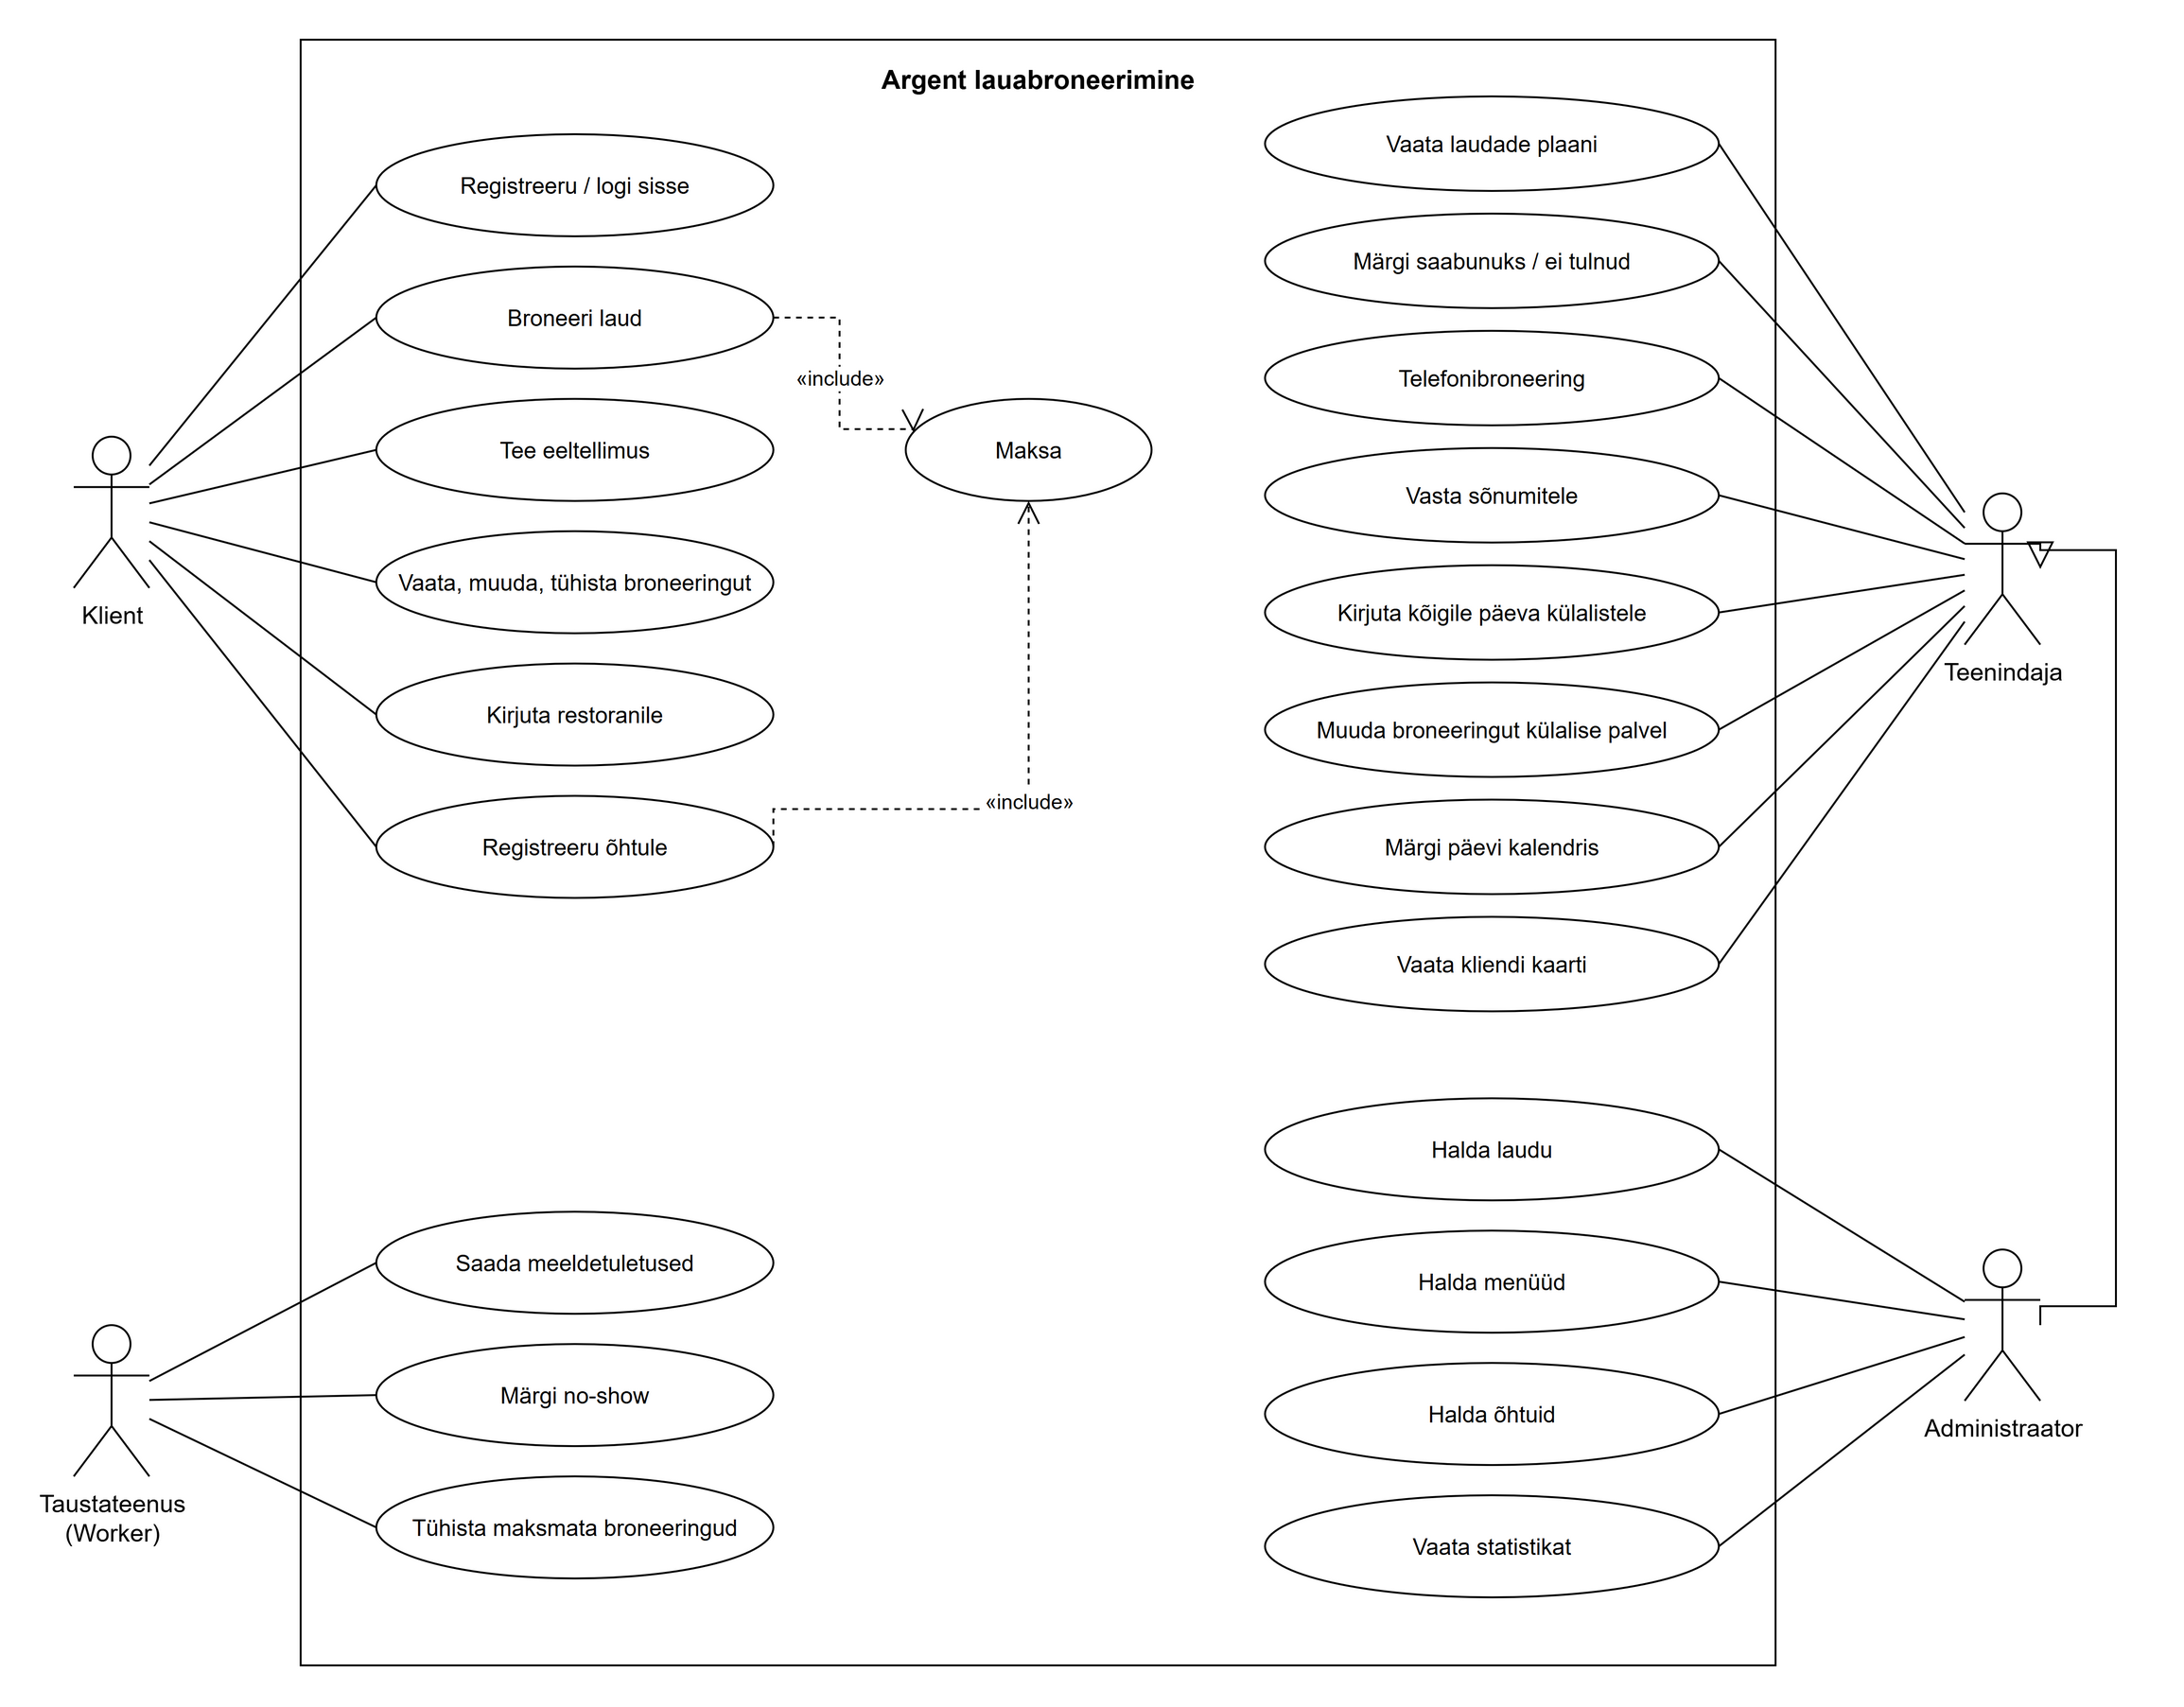 Argent lauabroneerimine
Registreeru / logi sisse
Broneeri laud
«include»
Tee eeltellimus
Maksa
Vaata, muuda, tühista broneeringut
Klient
Kirjuta restoranile
«include»
Registreeru õhtule
Vaata laudade plaani
Märgi saabunuks / ei tulnud
Telefonibroneering
Vasta sõnumitele
Kirjuta kõigile päeva külalistele
Teenindaja
Muuda broneeringut külalise palvel
Märgi päevi kalendris
Vaata kliendi kaarti
Saada meeldetuletused
Märgi no-show
Taustateenus
(Worker)
Tühista maksmata broneeringud
Halda laudu
Halda menüüd
Halda õhtuid
Administraator
Vaata statistikat